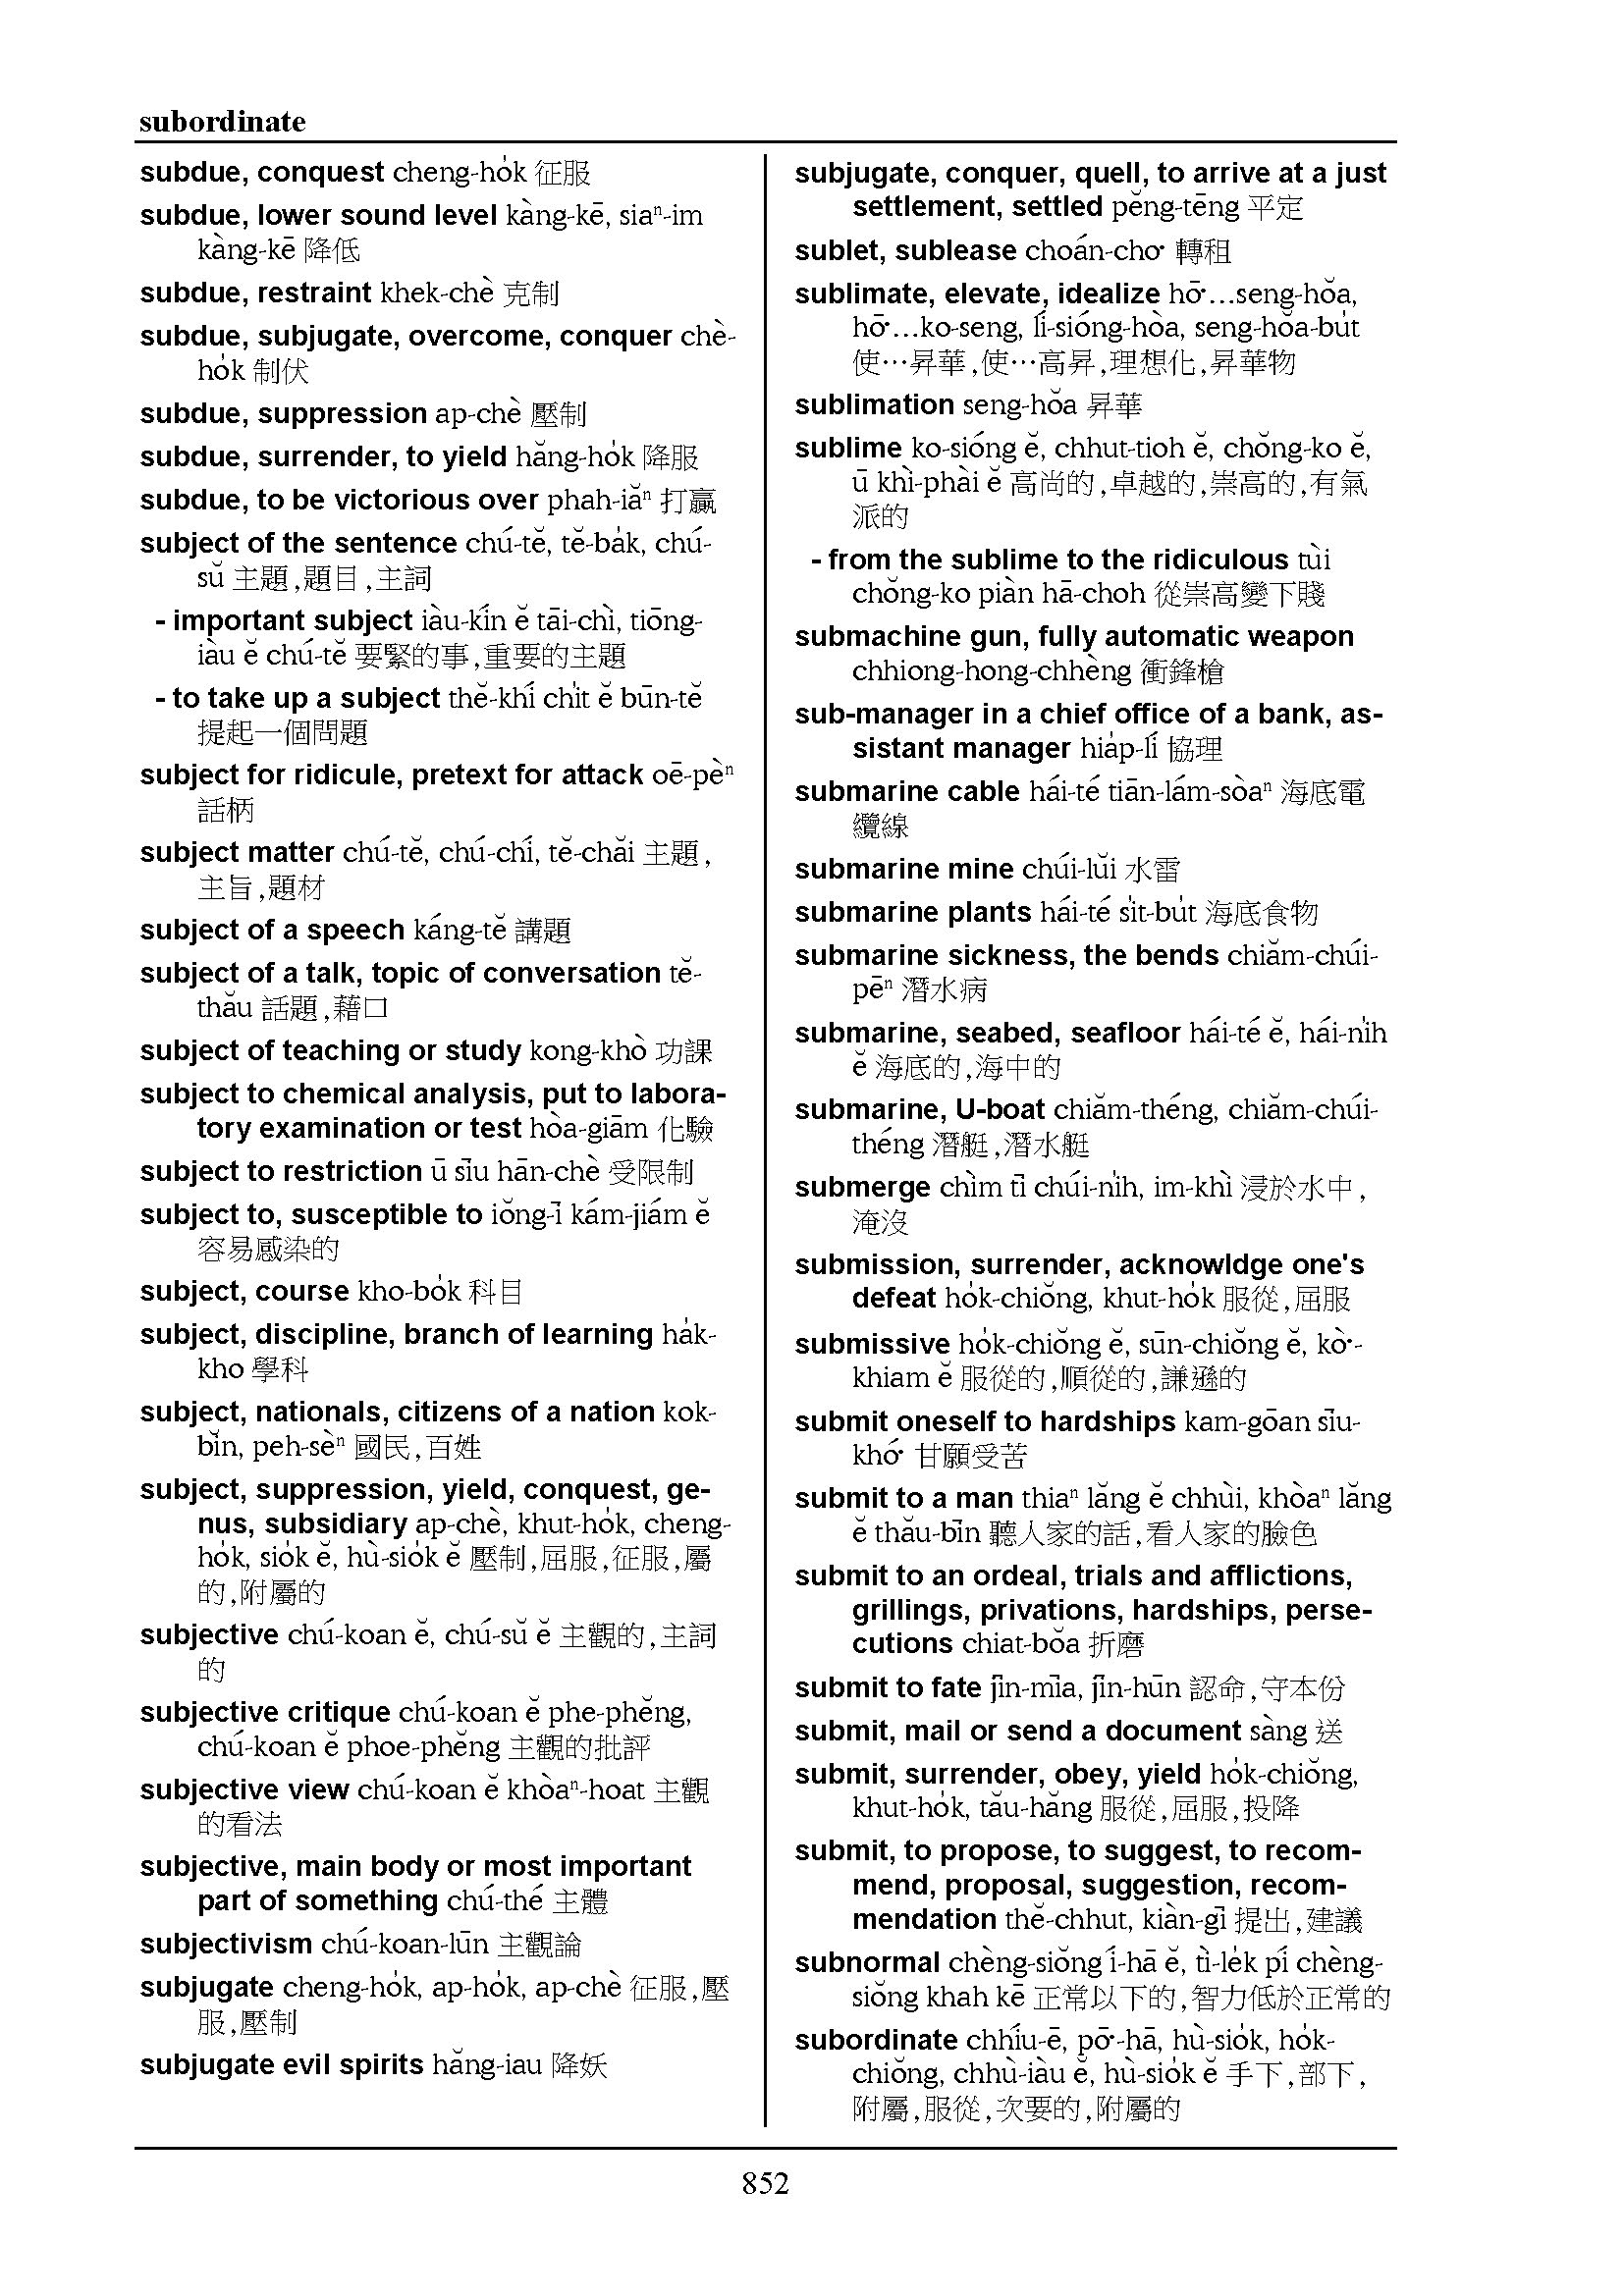 subordinate
subdue, conquest cheng-ho̍k 征服
subdue, lower sound level kàng-kē, siaⁿ-im
kàng-kē 降低
subdue, restraint khek-chè 克制
subdue, subjugate, overcome, conquer chè-
ho̍k 制伏
subdue, suppression ap-chè 壓制
subdue, surrender, to yield hăng-ho̍k 降服
subdue, to be victorious over phah-iăⁿ 打贏
subject of the sentence chú-tĕ, tĕ-ba̍k, chú-
sŭ 主題,題目,主詞
- important subject iàu-kín ĕ tāi-chì, tiōng-
iàu ĕ chú-tĕ 要緊的事,重要的主題
- to take up a subject thĕ-khí chi̍t ĕ būn-tĕ
提起一個問題
subject for ridicule, pretext for attack oē-pèⁿ
話柄
subject matter chú-tĕ, chú-chí, tĕ-chăi 主題,
主旨,題材
subject of a speech káng-tĕ 講題
subject of a talk, topic of conversation tĕ-
thău 話題,藉口
subject of teaching or study kong-khò 功課
subject to chemical analysis, put to labora-
tory examination or test hòa-giām 化驗
subject to restriction ū sīu hān-chè 受限制
subject to, susceptible to iŏng-ī kám-jiám ĕ
容易感染的
subject, course kho-bo̍k 科目
subject, discipline, branch of learning ha̍k-
kho 學科
subject, nationals, citizens of a nation kok-
bĭn, peh-sèⁿ 國民,百姓
subject, suppression, yield, conquest, ge-
nus, subsidiary ap-chè, khut-ho̍k, cheng-
ho̍k, sio̍k ĕ, hù-sio̍k ĕ 壓制,屈服,征服,屬
的,附屬的
subjective chú-koan ĕ, chú-sŭ ĕ 主觀的,主詞
的
subjective critique chú-koan ĕ phe-phĕng,
chú-koan ĕ phoe-phĕng 主觀的批評
subjective view chú-koan ĕ khòaⁿ-hoat 主觀
的看法
subjective, main body or most important
part of something chú-thé 主體
subjectivism chú-koan-lūn 主觀論
subjugate cheng-ho̍k, ap-ho̍k, ap-chè 征服,壓
服,壓制
subjugate evil spirits hăng-iau 降妖
subjugate, conquer, quell, to arrive at a just
settlement, settled pĕng-tēng 平定
sublet, sublease choán-cho͘ 轉租
sublimate, elevate, idealize hō͘…seng-hŏa,
hō͘…ko-seng, lí-sióng-hòa, seng-hŏa-bu̍t
使…昇華,使…高昇,理想化,昇華物
sublimation seng-hŏa 昇華
sublime ko-sióng ĕ, chhut-tioh ĕ, chŏng-ko ĕ,
ū khì-phài ĕ 高尚的,卓越的,崇高的,有氣
派的
- from the sublime to the ridiculous tùi
chŏng-ko piàn hā-choh 從崇高變下賤
submachine gun, fully automatic weapon
chhiong-hong-chhèng 衝鋒槍
sub-manager in a chief office of a bank, as-
sistant manager hia̍p-lí 協理
submarine cable hái-té tiān-lám-sòaⁿ 海底電
纜線
submarine mine chúi-lŭi 水雷
submarine plants hái-té si̍t-bu̍t 海底食物
submarine sickness, the bends chiăm-chúi-
pēⁿ 潛水病
submarine, seabed, seafloor hái-té ĕ, hái-ni̍h
ĕ 海底的,海中的
submarine, U-boat chiăm-théng, chiăm-chúi-
théng 潛艇,潛水艇
submerge chìm tī chúi-ni̍h, im-khì 浸於水中,
淹沒
submission, surrender, acknowldge one's
defeat ho̍k-chiŏng, khut-ho̍k 服從,屈服
submissive ho̍k-chiŏng ĕ, sūn-chiŏng ĕ, kò͘-
khiam ĕ 服從的,順從的,謙遜的
submit oneself to hardships kam-gōan sīu-
khó͘ 甘願受苦
submit to a man thiaⁿ lăng ĕ chhùi, khòaⁿ lăng
ĕ thău-bīn 聽人家的話,看人家的臉色
submit to an ordeal, trials and afflictions,
grillings, privations, hardships, perse-
cutions chiat-bŏa 折磨
submit to fate jīn-mīa, jīn-hūn 認命,守本份
submit, mail or send a document sàng 送
submit, surrender, obey, yield ho̍k-chiŏng,
khut-ho̍k, tău-hăng 服從,屈服,投降
submit, to propose, to suggest, to recom-
mend, proposal, suggestion, recom-
mendation thĕ-chhut, kiàn-gī 提出,建議
subnormal chèng-siŏng í-hā ĕ, tì-le̍k pí chèng-
siŏng khah kē 正常以下的,智力低於正常的
subordinate chhíu-ē, pō͘-hā, hù-sio̍k, ho̍k-
chiŏng, chhù-iàu ĕ, hù-sio̍k ĕ 手下,部下,
附屬,服從,次要的,附屬的
852